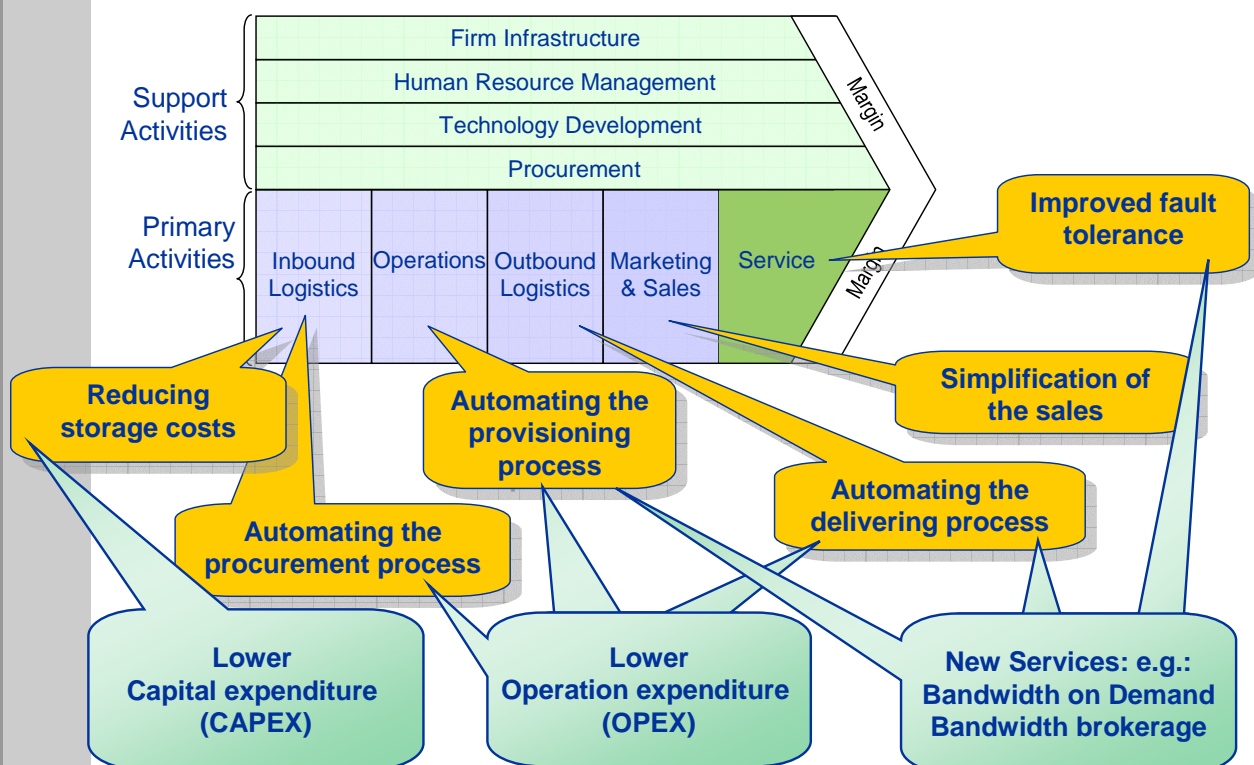 Firm Infrastructure
Human Resource Management
Technology Development
Procurement
Support
Activities
Margin
Primary
Activities
Inbound
Logistics
Operations
Outbound
Logistics
Marketing
& Sales
Service
Margin
Improved fault
tolerance
Reducing
storage costs
Automating the
provisioning
process
Simplification of
the sales
Automating the
procurement process
Automating the
delivering process
Lower
Capital expenditure
(CAPEX)
Lower
Operation expenditure
(OPEX)
New Services: e.g.:
Bandwidth on Demand
Bandwidth brokerage